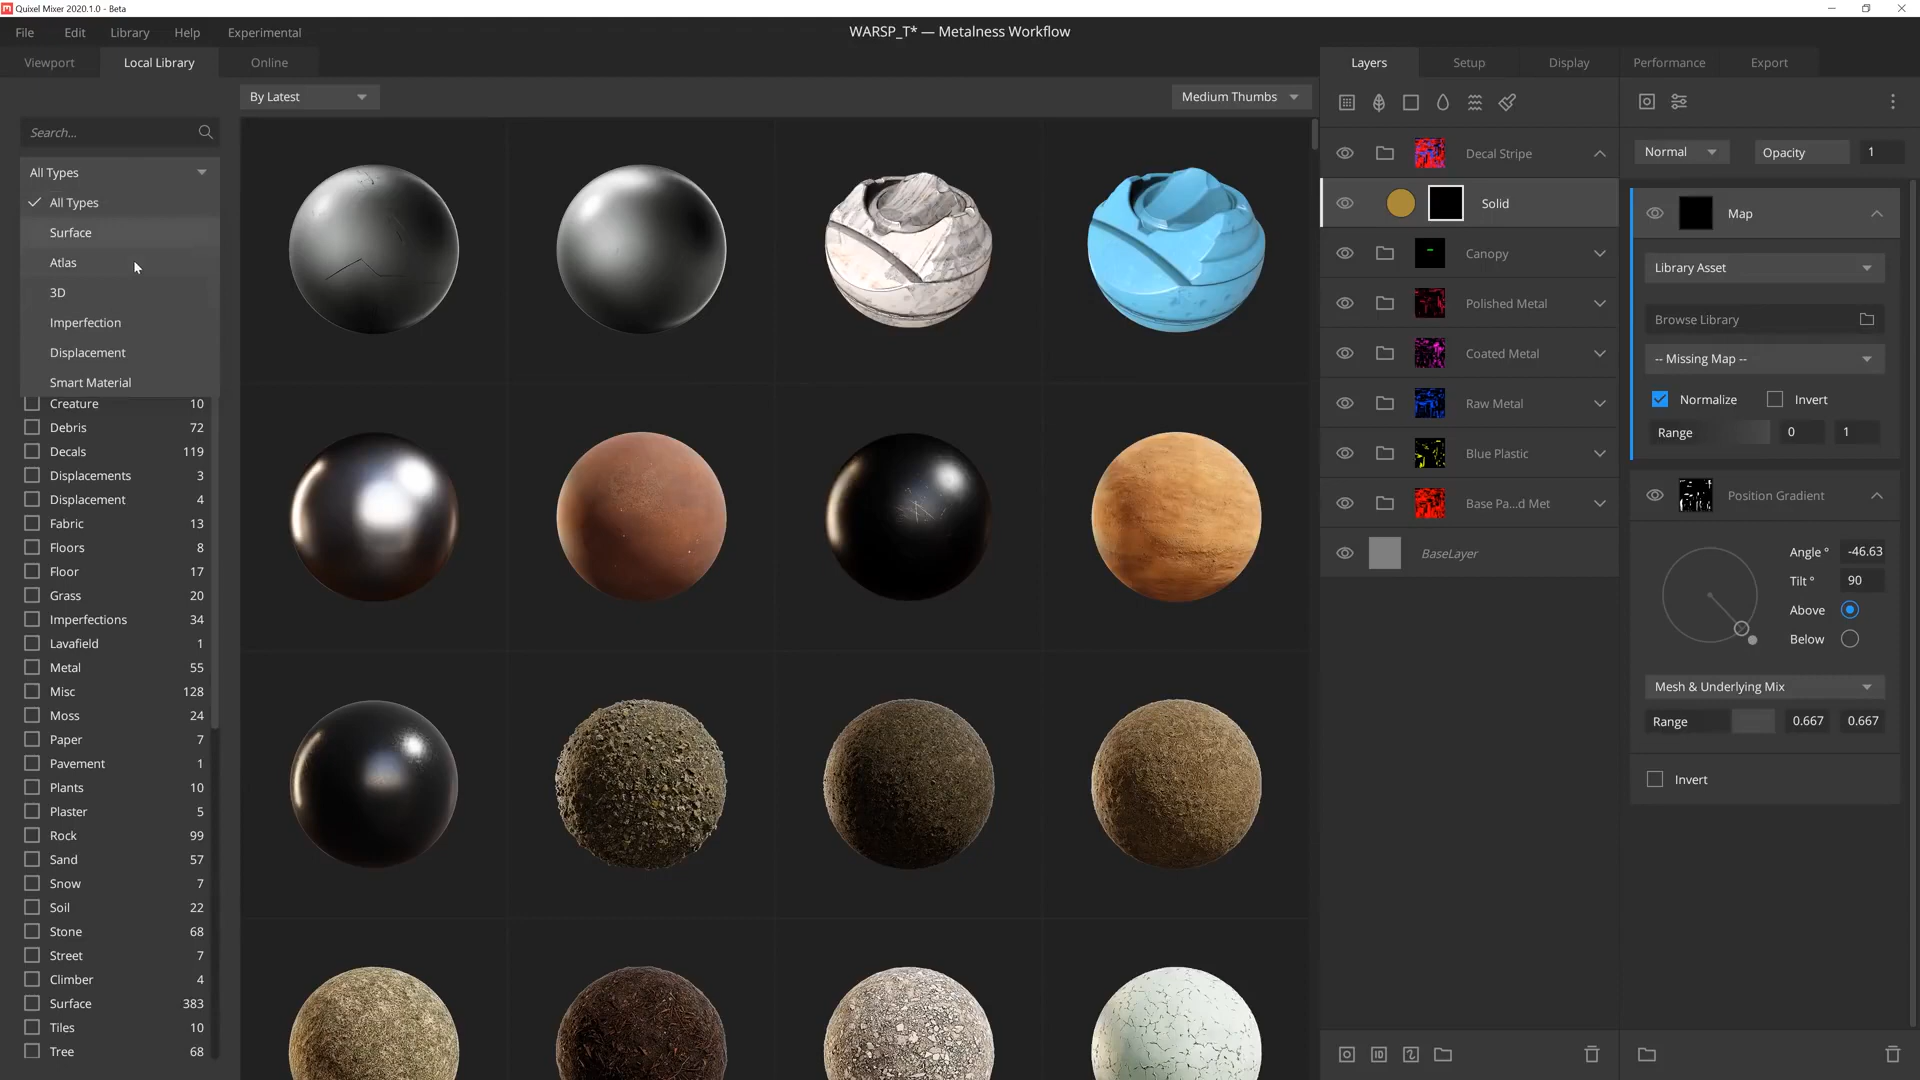 Quixel Mixer 2020.1.0 - Beta
File Edit Library Help Experimental
WARSP_T* — Metalness Workflow
Viewport Local Library Online
Layers Setup Display Performance Export
By Latest
Medium Thumbs
Search...
All Types
All Types
Surface
Atlas
3D
Imperfection
Displacement
Smart Material
Creature 10
Debris 72
Decals 119
Displacements 3
Displacement 4
Fabric 13
Floors 8
Floor 17
Grass 20
Imperfections 34
Lavafield 1
Metal 55
Misc 128
Moss 24
Paper 7
Pavement 1
Plants 10
Plaster 5
Rock 99
Sand 57
Snow 7
Soil 22
Stone 68
Street 7
Climber 4
Surface 383
Tiles 10
Tree 68
Decal Stripe
Solid
Canopy
Polished Metal
Coated Metal
Raw Metal
Blue Plastic
Base Pa...d Met
BaseLayer
ID
Normal Opacity 1
Map
Library Asset
Browse Library
-- Missing Map --
Normalize Invert
Range 0 1
Position Gradient
Angle ° -46.63
Tilt ° 90
Above
Below
Mesh & Underlying Mix
Range 0.667 0.667
Invert